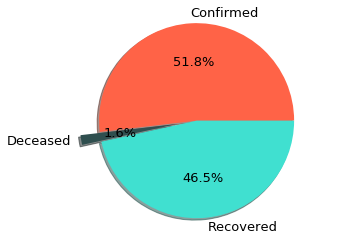 Confirmed
51.8%
Deceased
1.6%
46.5%
Recovered